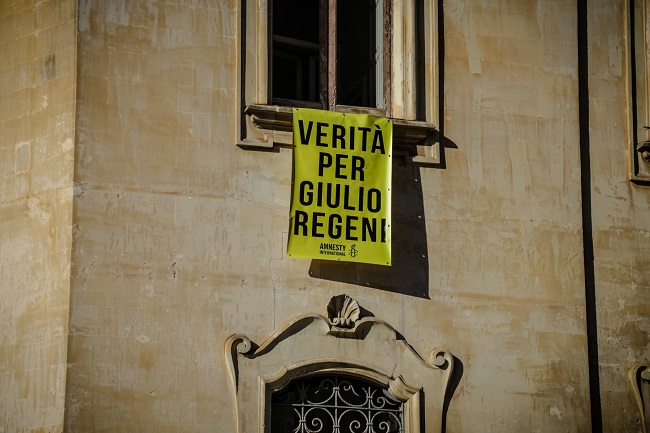 VERITÀ
PER
GIULIO
REGENI
AMNESTY
INTERNATIONAL